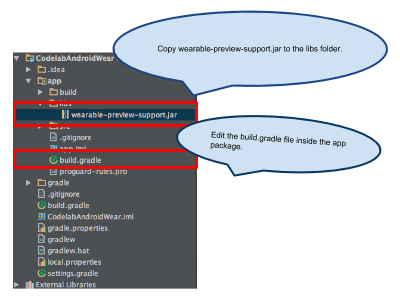 Copy wearable-preview-support.jar to the libs folder.
CodelabAndroidWear
.idea
app
build
libs
wearable-preview-support.jar
src
.gitignore
app.iml
build.gradle
proguard-rules.pro
gradle
.gitignore
build.gradle
CodelabAndroidWear.iml
gradle.properties
gradlew
gradlew.bat
local.properties
settings.gradle
External Libraries
Edit the build.gradle file inside the app
package.